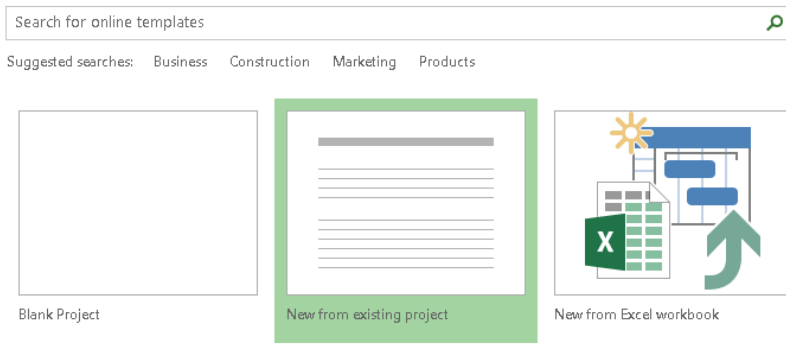 Search for online templates
Suggested searches: Business Construction Marketing Products
X
Blank Project New from existing project New from Excel workbook